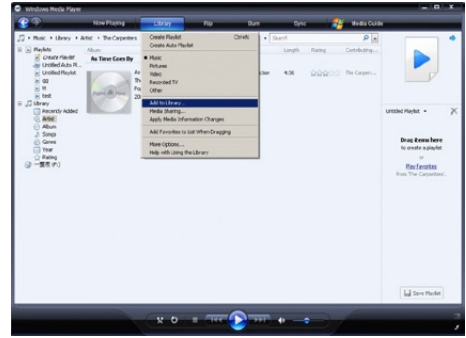 Windows Media Player
Now Playing Library Rip Burn Sync Media Guide
Music Library Artist The Carpenters
Search
Playlists
Create Playlist
Untitled Auto Pl...
Untitled Playlist
gg
test
Library
Recently Added
Artist
Album
Songs
Genre
Year
Rating
(F:)
Album
Length Rating Contributing...
As Time Goes By
4:36 The Carpen...
Create Playlist Ctrl+N
Create Auto Playlist
Music
Pictures
Video
Recorded TV
Other
Add to Library...
Media Sharing...
Apply Media Information Changes
Add Favorites to List When Dragging
More Options...
Help with Using the Library
Untitled Playlist
Drag items here
to create a playlist
or
Play Favorites
from 'The Carpenters'.
Save Playlist